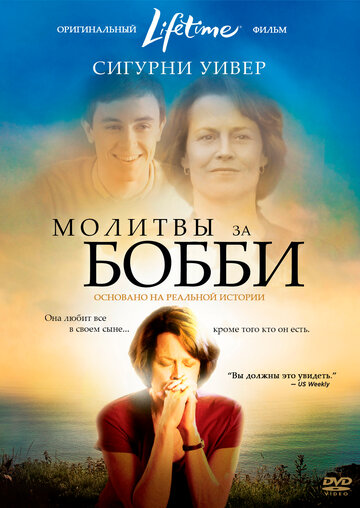 ОРИГИНАЛЬНЫЙ Lifetime® ФИЛЬМ
СИГУРНИ УИВЕР
МОЛИТВЫ ЗА
БОББИ
ОСНОВАНО НА РЕАЛЬНОЙ ИСТОРИИ
Она любит все
в своем сыне...
кроме того кто он есть.
“Вы должны это увидеть.”
– US Weekly
DVD
VIDEO